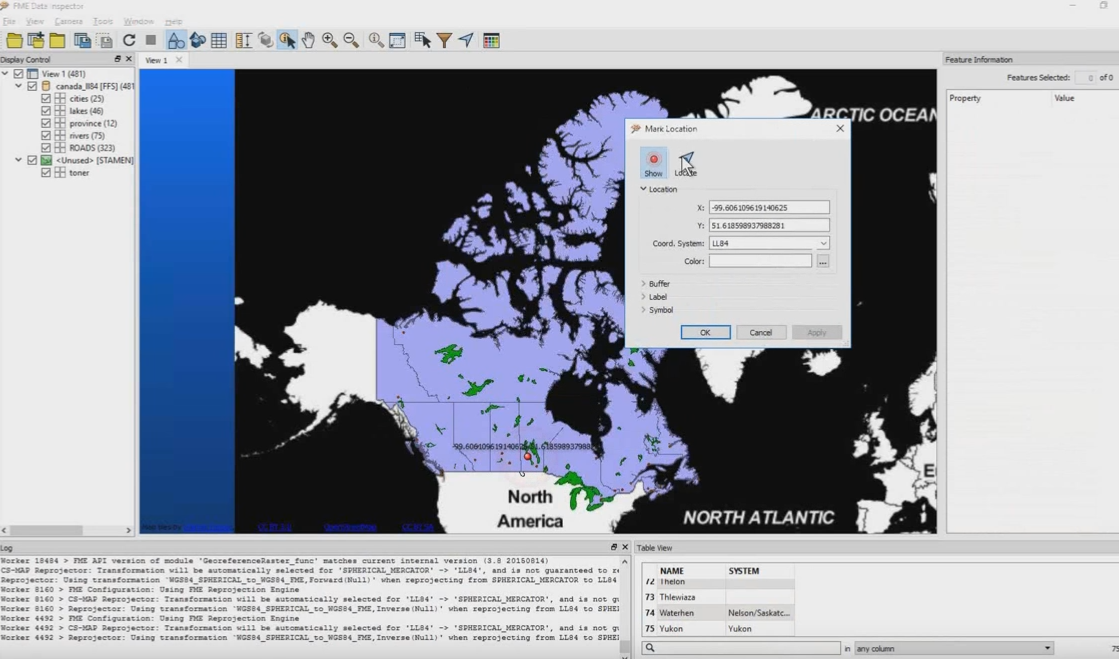 FME Data Inspector
File View Camera Tools Window Help
Display Control
View 1
Feature Information
View 1 (481)
canada_ll84 [FFS] (481
cities (25)
lakes (46)
province (12)
rivers (75)
ROADS (323)
<Unused> [STAMEN]
toner
Features Selected: 0 of 0
Property Value
ARCTIC OCEAN
Mark Location
Show
Locate
Location
X: -99.606109619140625
Y: 51.618598937988281
Coord. System: LL84
Color:
...
Buffer
Label
Symbol
OK Cancel Apply
North
America
NORTH ATLANTIC
E
CC BY 3.0 OpenStreetMap CC BY SA
Log
Worker 18484 > FME API version of module 'GeoreferenceRaster_func' matches current internal version (3.8 20150814)
CS-MAP Reprojector: Transformation will be automatically selected for 'SPHERICAL_MERCATOR' -> 'LL84', and is not guaranteed to re
Reprojector: Using transformation 'WGS84_SPHERICAL_to_WGS84_FME,Forward(Null)' when reprojecting from SPHERICAL_MERCATOR to LL84
Worker 8160 > FME Configuration: Using FME Reprojection Engine
Worker 8160 > CS-MAP Reprojector: Transformation will be automatically selected for 'LL84' -> 'SPHERICAL_MERCATOR', and is not gu
Worker 8160 > Reprojector: Using transformation 'WGS84_SPHERICAL_to_WGS84_FME,Inverse(Null)' when reprojecting from LL84 to SPHE
Worker 4492 > FME Configuration: Using FME Reprojection Engine
Worker 4492 > CS-MAP Reprojector: Transformation will be automatically selected for 'LL84' -> 'SPHERICAL_MERCATOR', and is not gu
Worker 4492 > Reprojector: Using transformation 'WGS84_SPHERICAL_to_WGS84_FME,Inverse(Null)' when reprojecting from LL84 to SPHE
Table View
NAME SYSTEM
72 Thelon
73 Thlewiaza
74 Waterhen Nelson/Saskatc...
75 Yukon Yukon
in any column
75